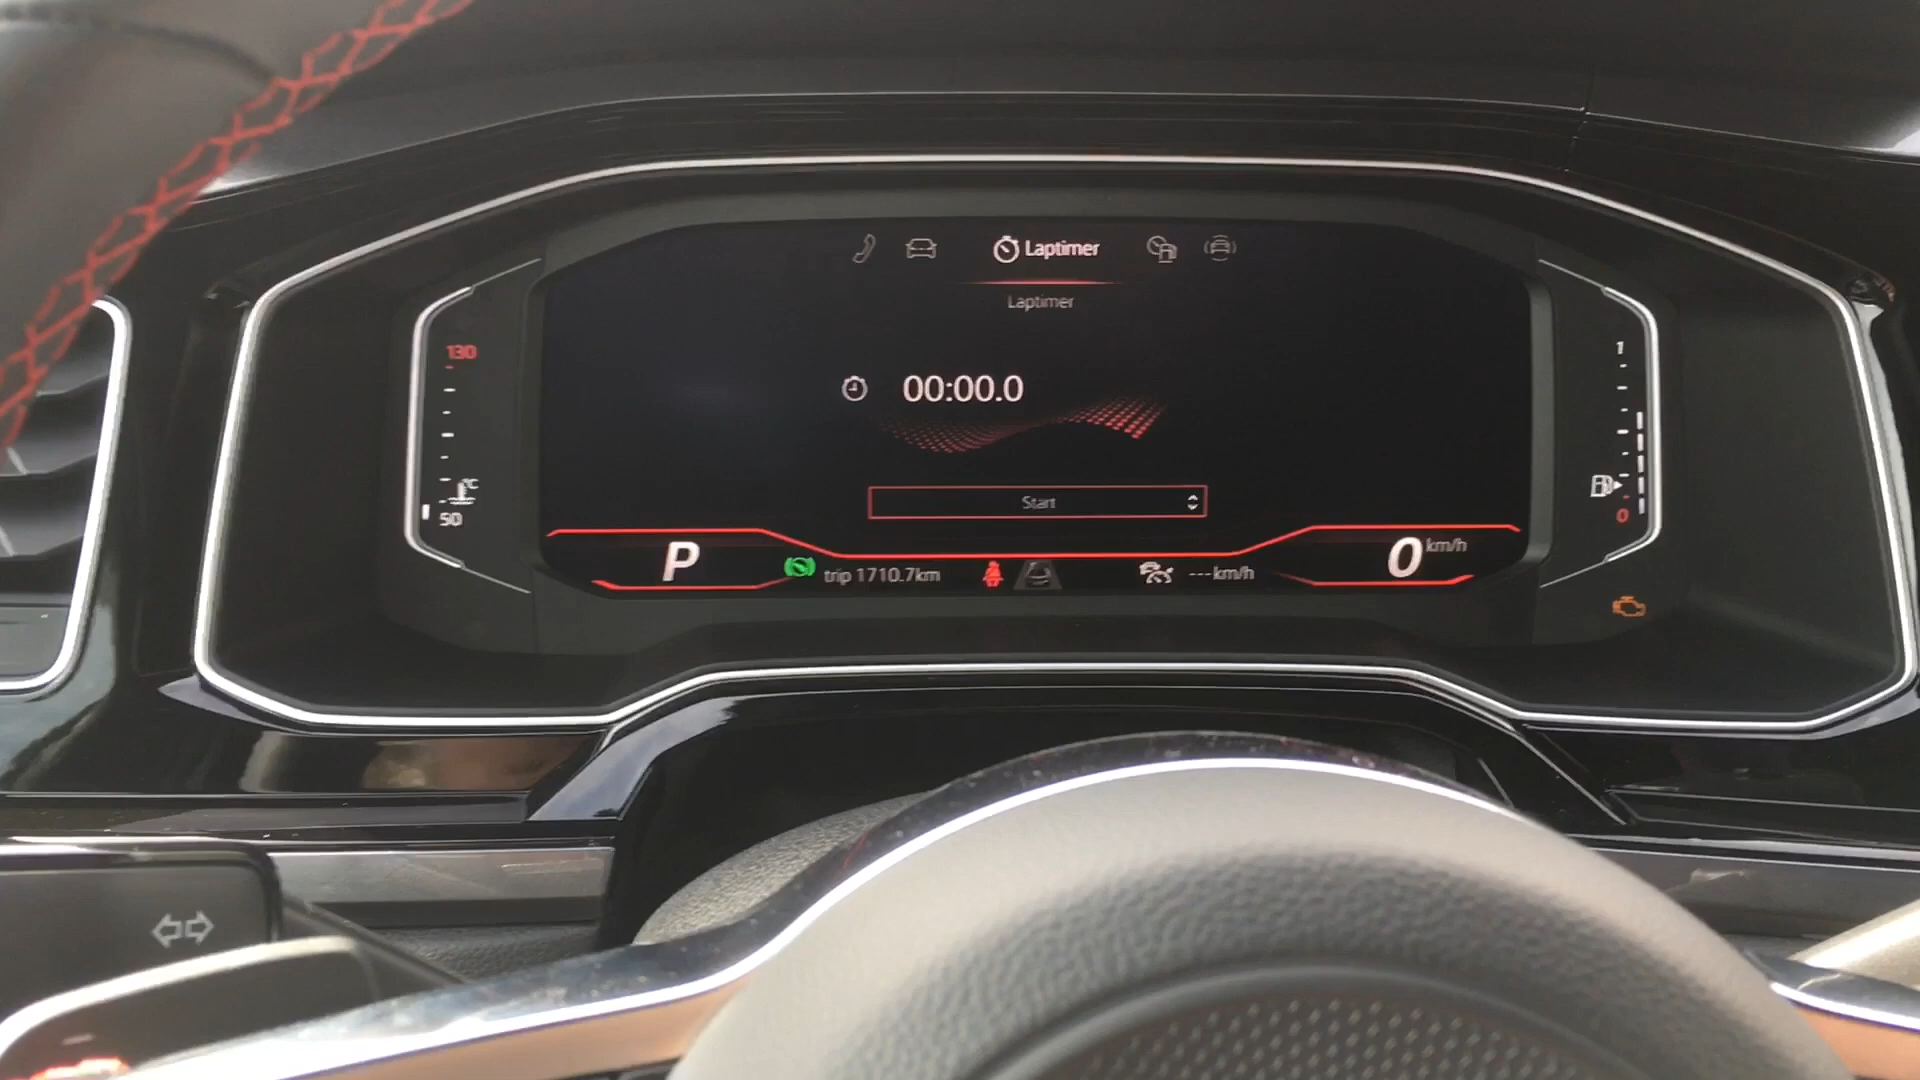 Laptimer
Laptimer
130
1
00:00.0
°C
50
Start
0
P
trip 1710.7km
--- km/h
0 km/h